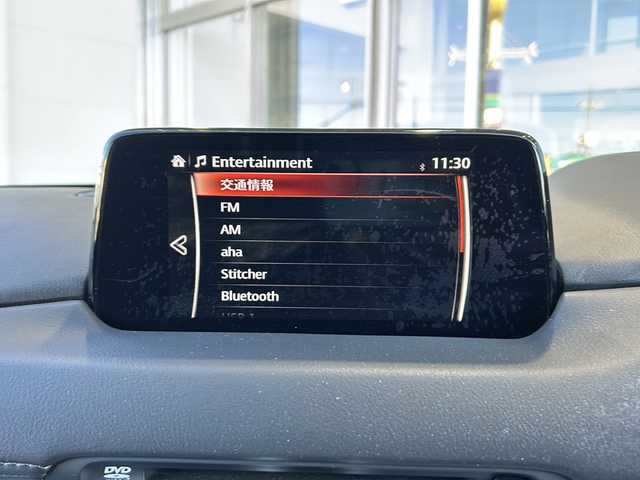 Entertainment 11:30
交通情報
FM
AM
aha
Stitcher
Bluetooth
DVD